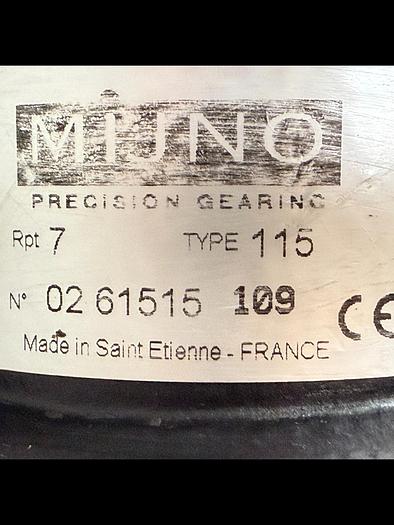 MIJNO
PRECISION GEARING
Rpt 7 TYPE 115
N° 02 61515 109
CE
Made in Saint Etienne - FRANCE